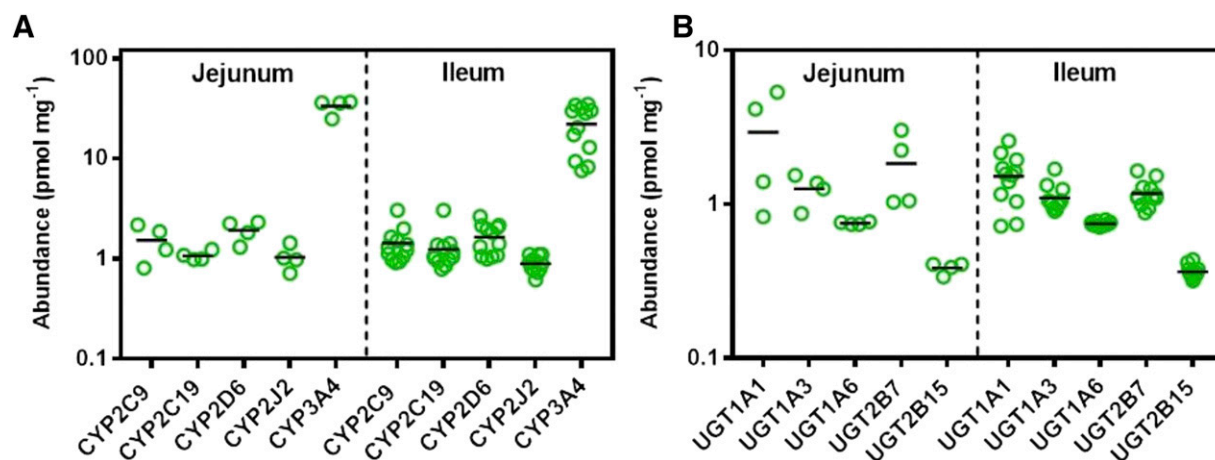 A
Abundance (pmol mg-1)
100
10
1
0.1
Jejunum
Ileum
CYP2C9
CYP2C19
CYP2D6
CYP2J2
CYP3A4
CYP2C9
CYP2C19
CYP2D6
CYP2J2
CYP3A4
B
Abundance (pmol mg-1)
10
1
0.1
Jejunum
Ileum
UGT1A1
UGT1A3
UGT1A6
UGT2B7
UGT2B15
UGT1A1
UGT1A3
UGT1A6
UGT2B7
UGT2B15